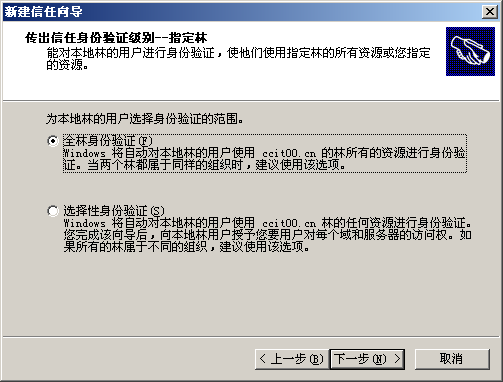 新建信任向导
传出信任身份验证级别--指定林
能对本地林的用户进行身份验证，使他们使用指定林的所有资源或您指定
的资源。
为本地林的用户选择身份验证的范围。
全林身份验证(F)
Windows 将自动对本地林的用户使用 ccit00.cn 的林所有的资源进行身份验
证。当两个林都属于同样的组织时，建议使用该选项。
选择性身份验证(S)
Windows 将自动对本地林的用户使用 ccit00.cn 林的任何资源进行身份验证。
您完成该向导后，向本地林用户授予您要用户对每个域和服务器的访问权。如
果所有的林属于不同的组织，建议使用该选项。
< 上一步(B) 下一步(N) > 取消